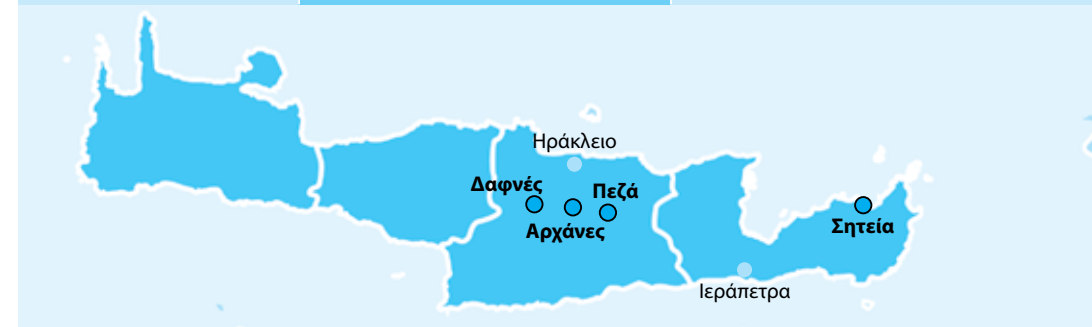 Ηράκλειο
Δαφνές
Πεζά
Αρχάνες
Σητεία
Ιεράπετρα